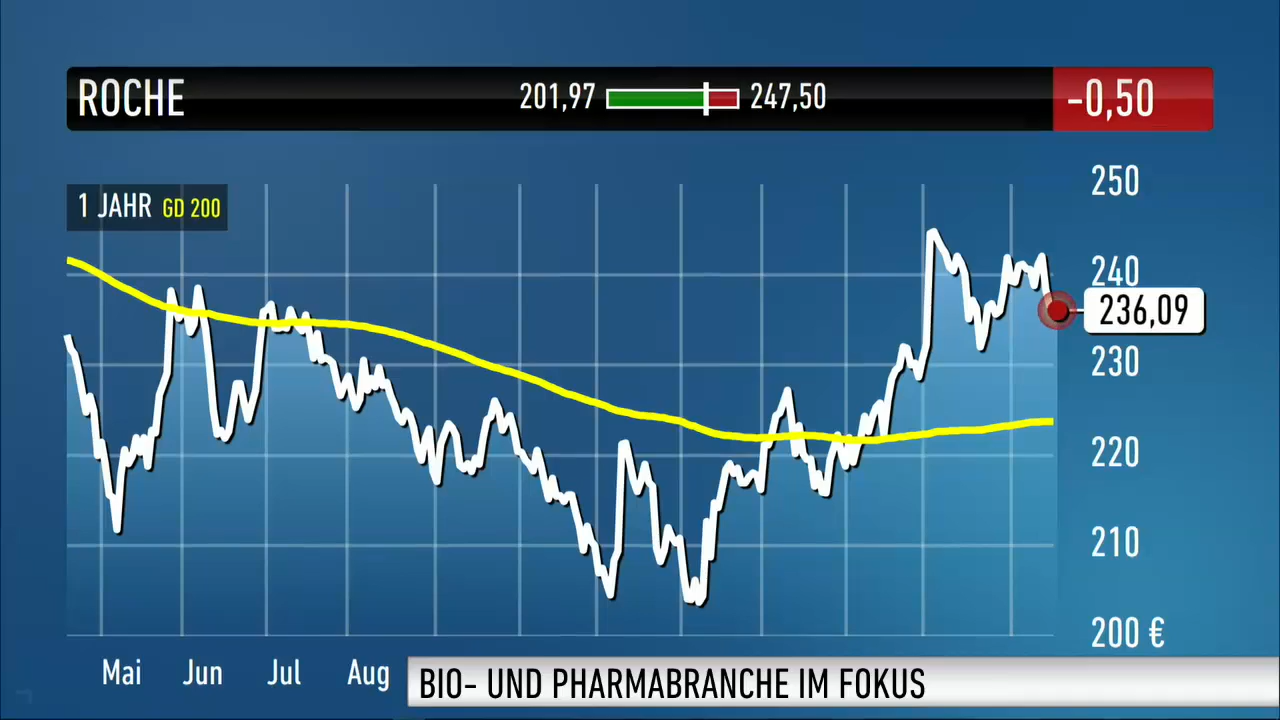 ROCHE 201,97 247,50 -0,50
1 JAHR GD 200
250
240
236,09
230
220
210
200 €
Mai Jun Jul Aug
BIO- UND PHARMABRANCHE IM FOKUS